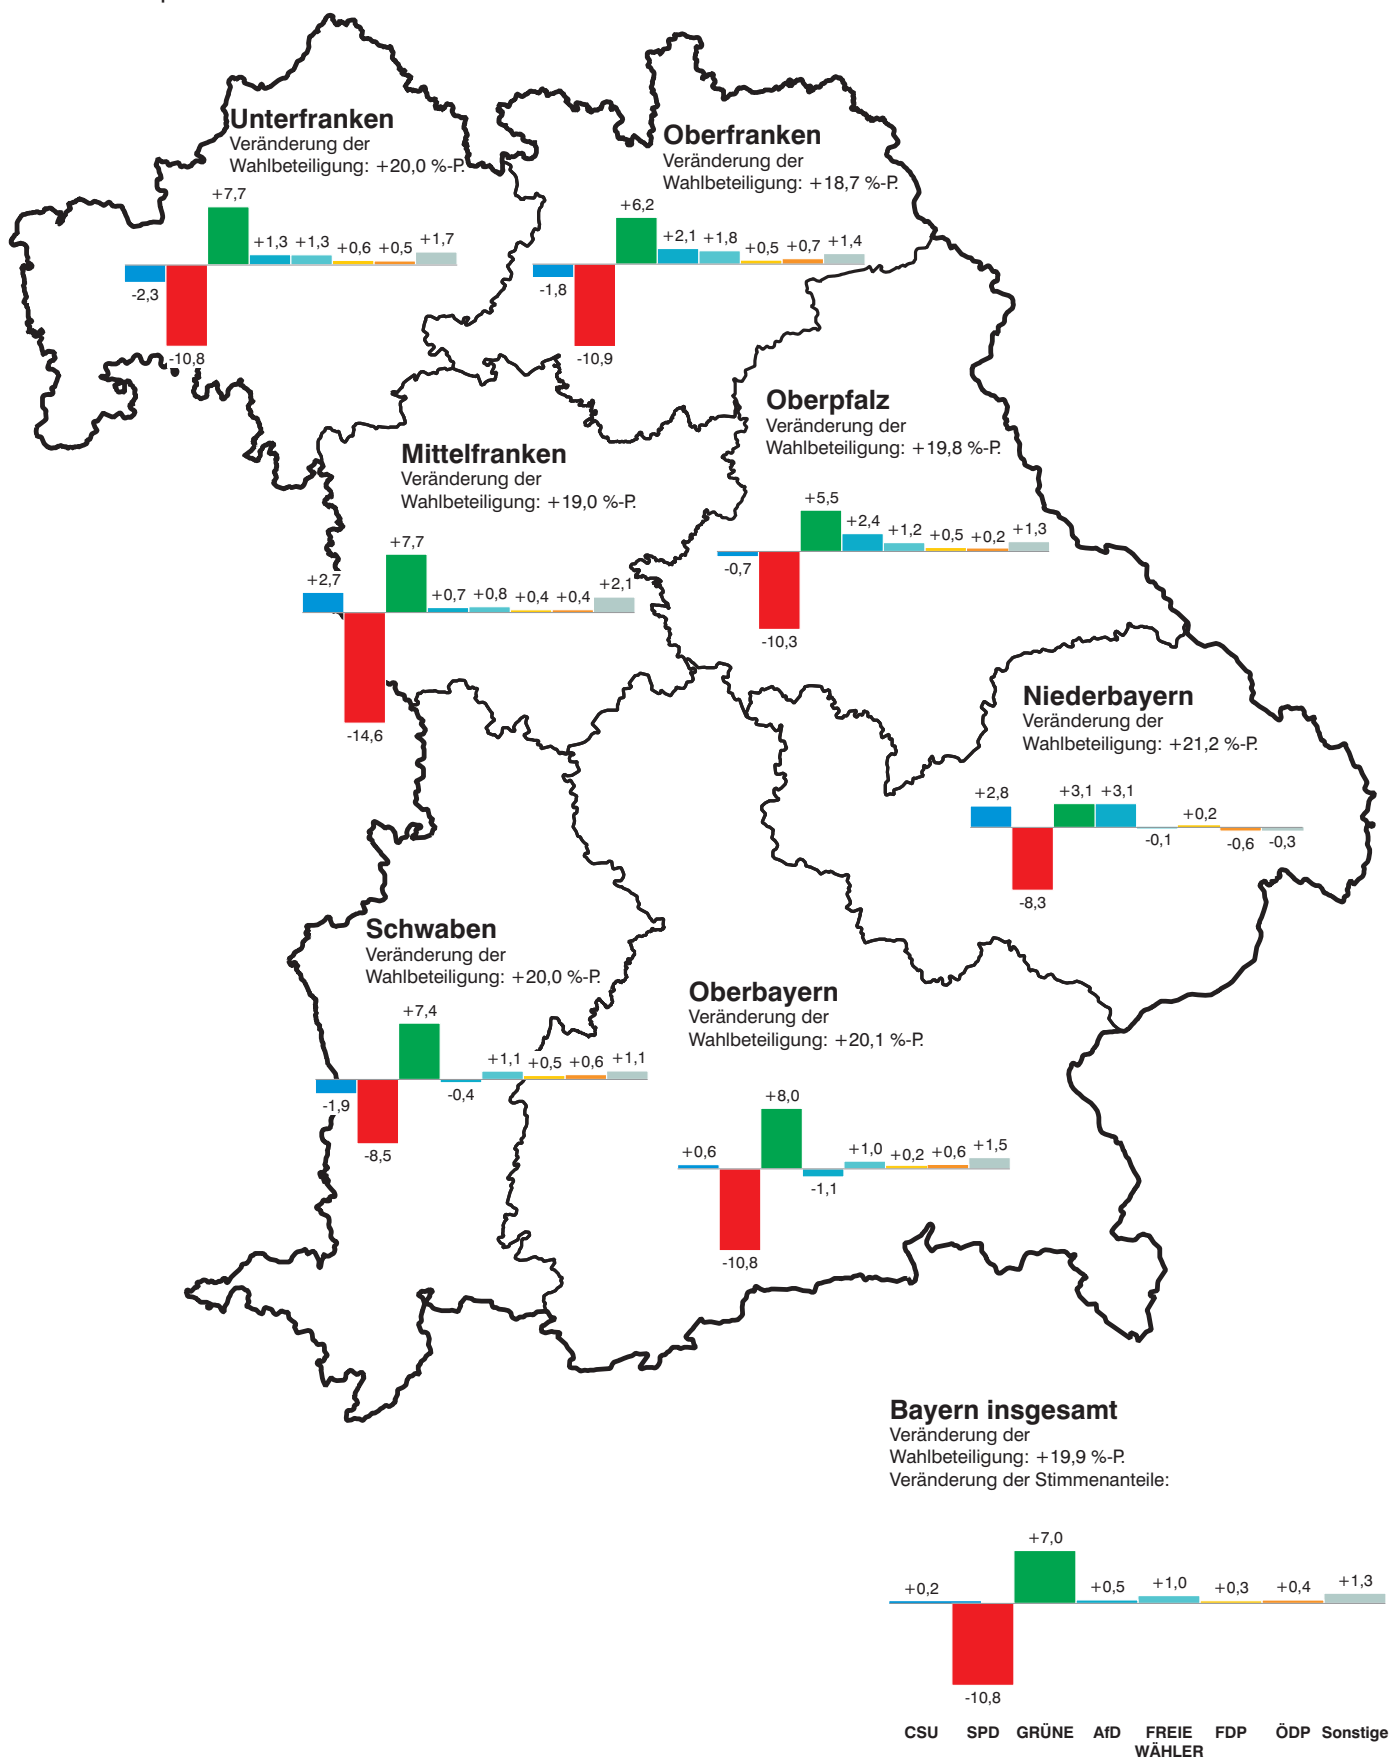 Unterfranken
Veränderung der
Wahlbeteiligung: +20,0 %-P.
+7,7
+1,3 +1,3 +0,6 +0,5 +1,7
-2,3
-10,8
Oberfranken
Veränderung der
Wahlbeteiligung: +18,7 %-P.
+6,2
+2,1 +1,8 +0,5 +0,7 +1,4
-1,8
-10,9
Oberpfalz
Veränderung der
Wahlbeteiligung: +19,8 %-P.
+5,5
+2,4 +1,2 +0,5 +0,2 +1,3
-0,7
-10,3
Mittelfranken
Veränderung der
Wahlbeteiligung: +19,0 %-P.
+7,7
+2,7 +0,7 +0,8 +0,4 +0,4 +2,1
-14,6
Niederbayern
Veränderung der
Wahlbeteiligung: +21,2 %-P.
+2,8 +3,1 +3,1 +0,2
-0,1 -0,6 -0,3
-8,3
Schwaben
Veränderung der
Wahlbeteiligung: +20,0 %-P.
+7,4
+1,1 +0,5 +0,6 +1,1
-1,9 -0,4
-8,5
Oberbayern
Veränderung der
Wahlbeteiligung: +20,1 %-P.
+8,0
+0,6 +1,0 +0,2 +0,6 +1,5
-1,1
-10,8
Bayern insgesamt
Veränderung der
Wahlbeteiligung: +19,9 %-P.
Veränderung der Stimmenanteile:
+7,0
+0,2 +0,5 +1,0 +0,3 +0,4 +1,3
-10,8
CSU SPD GRÜNE AfD FREIE FDP ÖDP Sonstige
WÄHLER